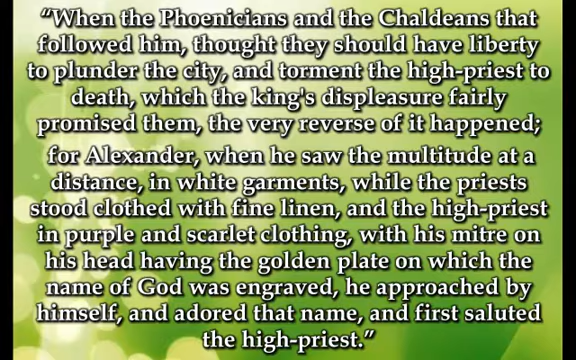 “When the Phoenicians and the Chaldeans that
followed him, thought they should have liberty
to plunder the city, and torment the high-priest to
death, which the king's displeasure fairly
promised them, the very reverse of it happened;
for Alexander, when he saw the multitude at a
distance, in white garments, while the priests
stood clothed with fine linen, and the high-priest
in purple and scarlet clothing, with his mitre on
his head having the golden plate on which the
name of God was engraved, he approached by
himself, and adored that name, and first saluted
the high-priest.”